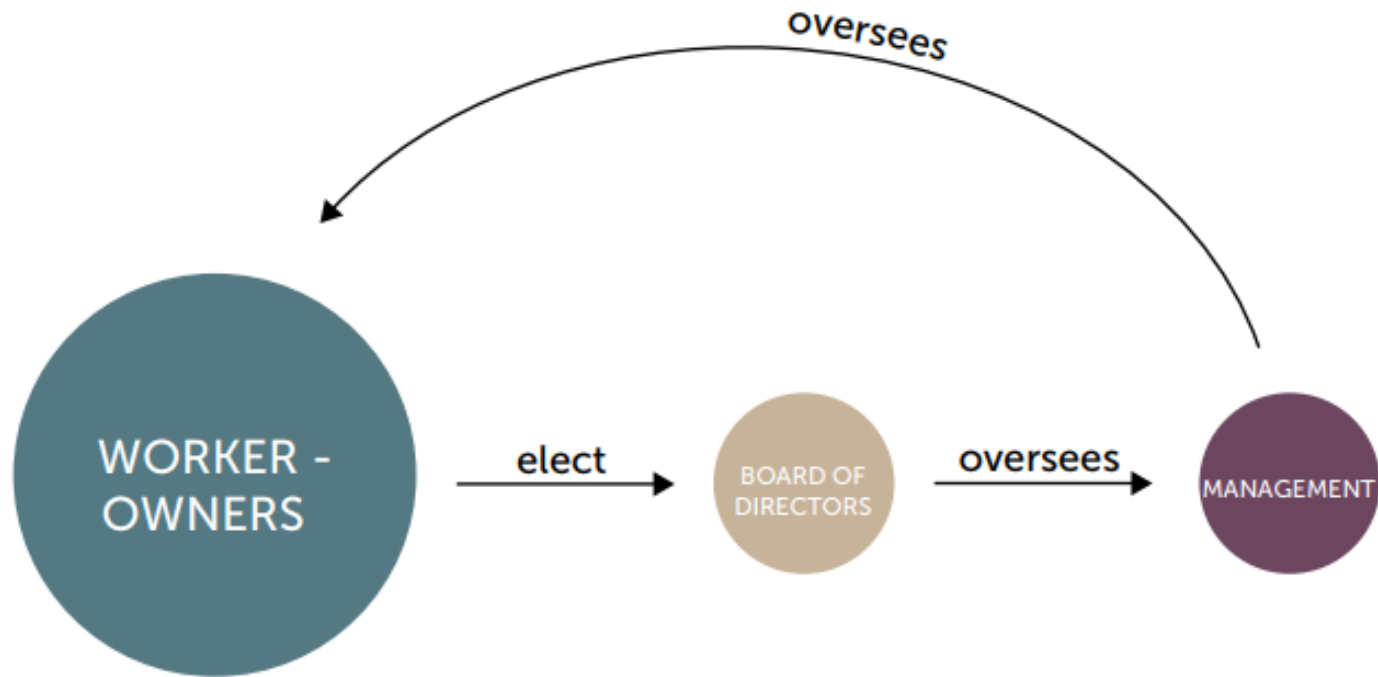 oversees
WORKER -
OWNERS
elect
BOARD OF
DIRECTORS
oversees
MANAGEMENT